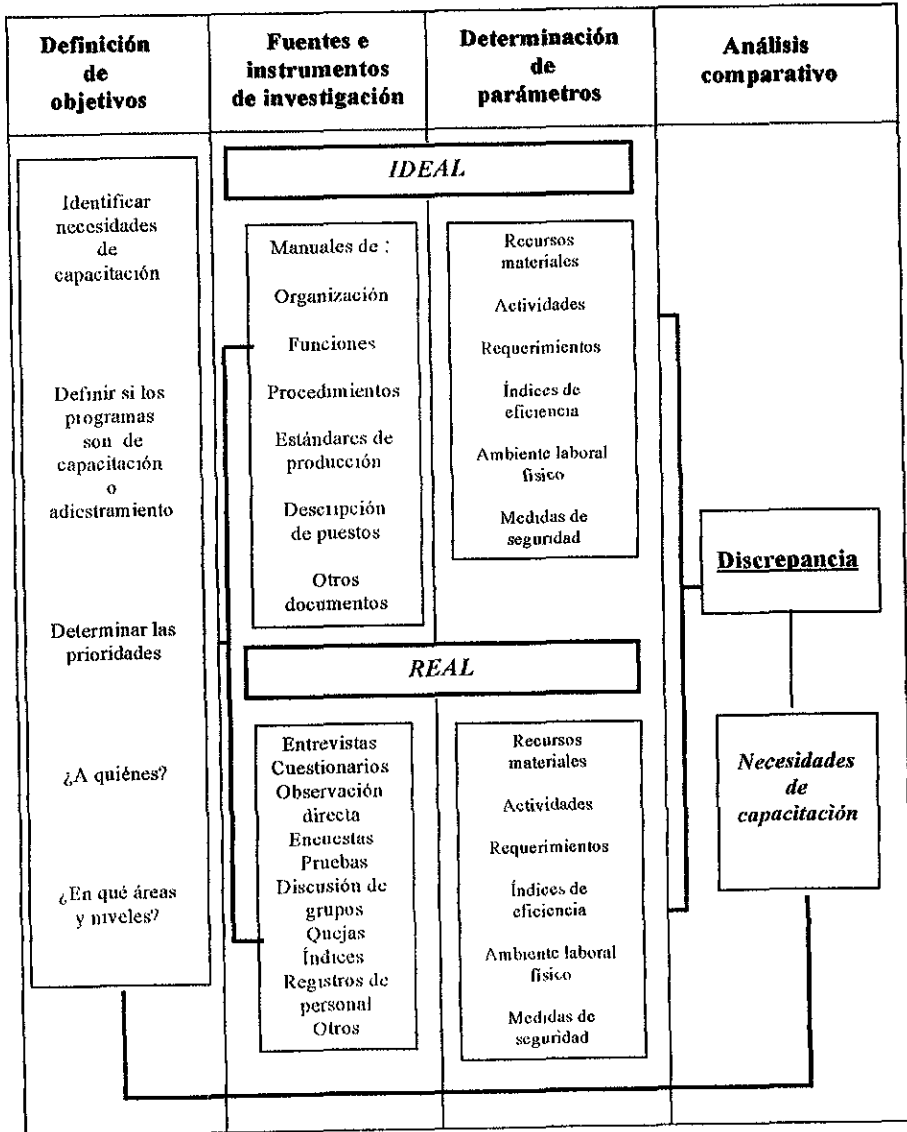 Definición
de
objetivos
Fuentes e
instrumentos
de investigación
Determinación
de
parámetros
Análisis
comparativo
Identificar
necesidades
de
capacitación
Definir si los
programas
son de
capacitación
o
adiestramiento
Determinar las
prioridades
¿A quiénes?
¿En qué áreas
y niveles?
IDEAL
Manuales de :
Organización
Funciones
Procedimientos
Estándares de
producción
Descripción
de puestos
Otros
documentos
Recursos
materiales
Actividades
Requerimientos
Índices de
eficiencia
Ambiente laboral
físico
Medidas de
seguridad
REAL
Entrevistas
Cuestionarios
Observación
directa
Encuestas
Pruebas
Discusión de
grupos
Quejas
Índices
Registros de
personal
Otros
Recursos
materiales
Actividades
Requerimientos
Índices de
eficiencia
Ambiente laboral
físico
Medidas de
seguridad
Discrepancia
Necesidades
de
capacitación